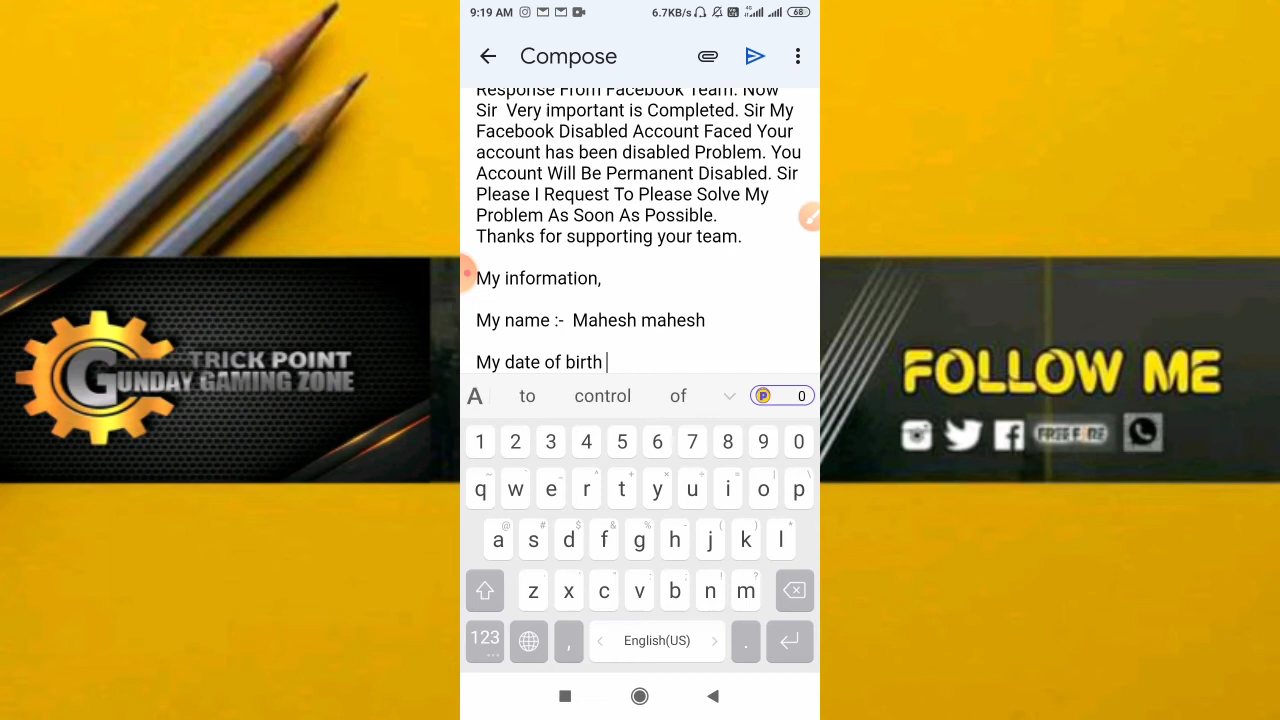 9:19 AM
6.7KB/s
4G
68
Compose
Response From Facebook Team. Now
Sir Very important is Completed. Sir My
Facebook Disabled Account Faced Your
account has been disabled Problem. You
Account Will Be Permanent Disabled. Sir
Please I Request To Please Solve My
Problem As Soon As Possible.
Thanks for supporting your team.
My information,
My name :- Mahesh mahesh
My date of birth
A to control of P 0
1 2 3 4 5 6 7 8 9 0
q w e r t y u i o p
a s d f g h j k l
z x c v b n m
123 , < English(US) > .
TRICK POINT
GUNDAY GAMING ZONE
FOLLOW ME
FREE FIRE